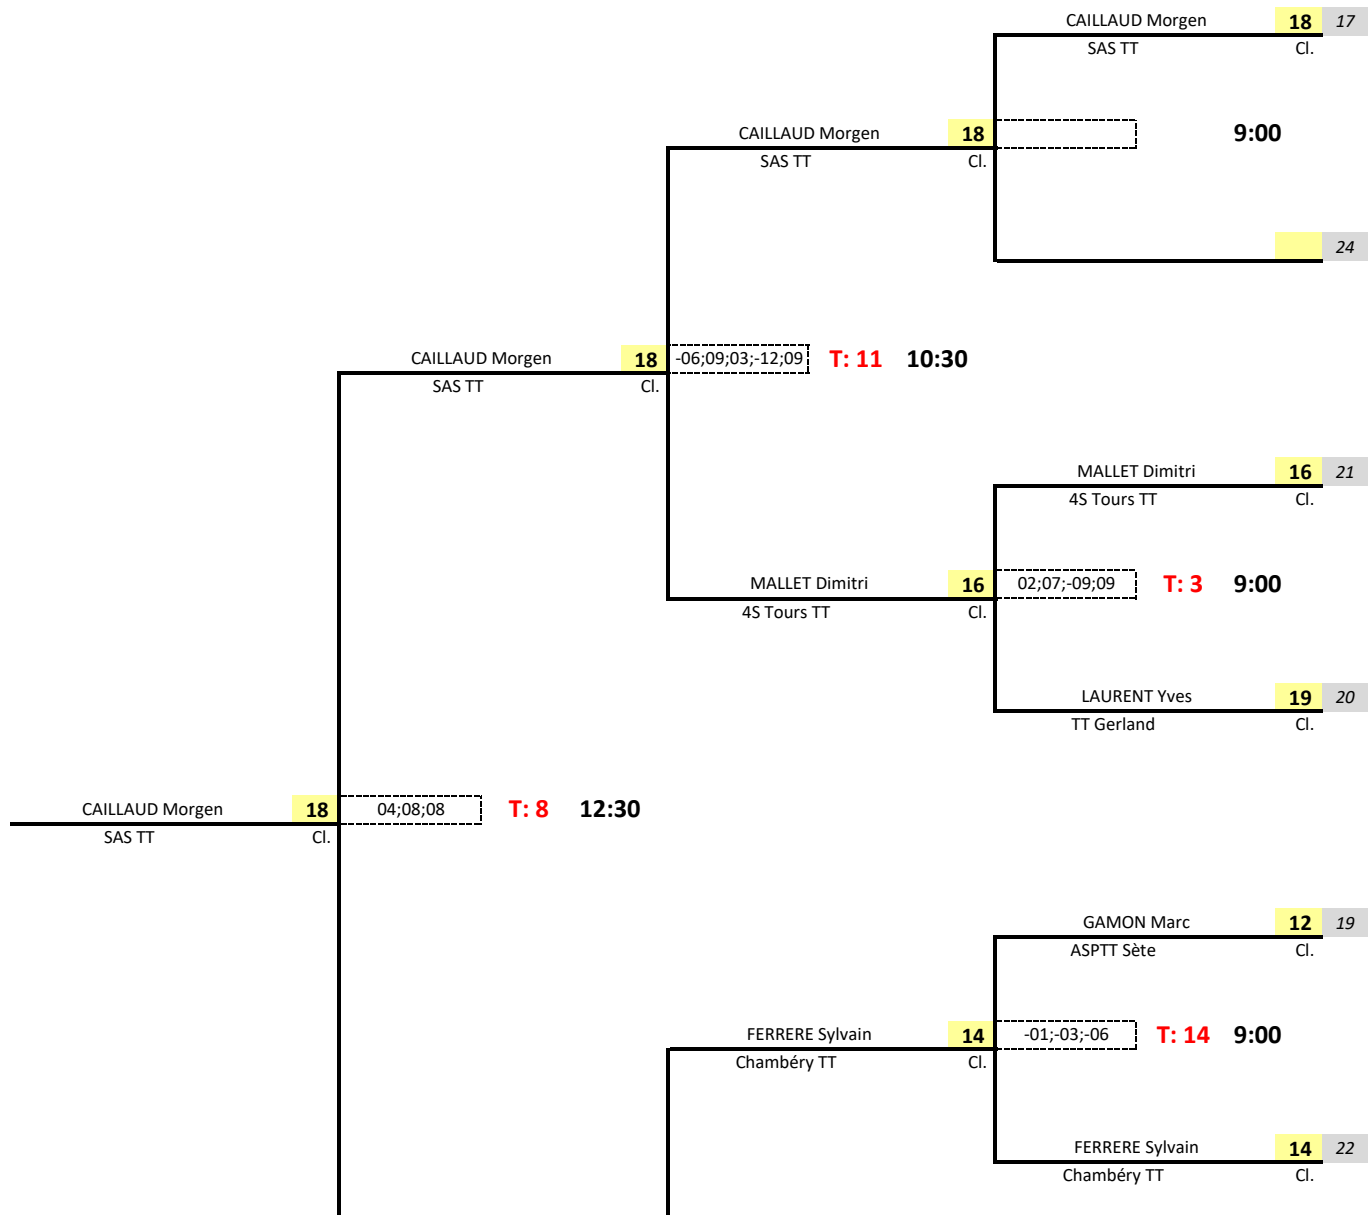 CAILLAUD Morgen 18 17
SAS TT Cl.
CAILLAUD Morgen 18 9:00
SAS TT Cl.
24
CAILLAUD Morgen 18 -06;09;03;-12;09 T: 11 10:30
SAS TT Cl.
MALLET Dimitri 16 21
4S Tours TT Cl.
MALLET Dimitri 16 02;07;-09;09 T: 3 9:00
4S Tours TT Cl.
LAURENT Yves 19 20
TT Gerland Cl.
CAILLAUD Morgen 18 04;08;08 T: 8 12:30
SAS TT Cl.
GAMON Marc 12 19
ASPTT Sète Cl.
FERRERE Sylvain 14 -01;-03;-06 T: 14 9:00
Chambéry TT Cl.
FERRERE Sylvain 14 22
Chambéry TT Cl.